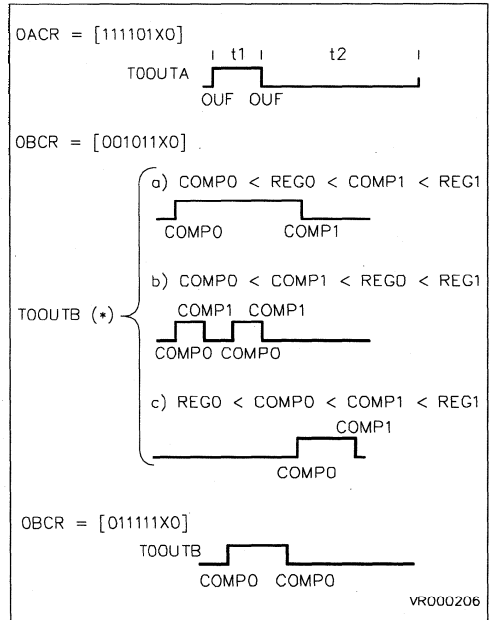 OACR = [111101X0]
t1 t2
TOOUTA
OUF OUF
OBCR = [001011X0]
a) COMP0 < REG0 < COMP1 < REG1
COMP0 COMP1
b) COMP0 < COMP1 < REG0 < REG1
COMP1 COMP1
TOOUTB (*)
COMP0 COMP0
c) REG0 < COMP0 < COMP1 < REG1
COMP1
COMP0
OBCR = [011111X0]
TOOUTB
COMP0 COMP0
VR000206